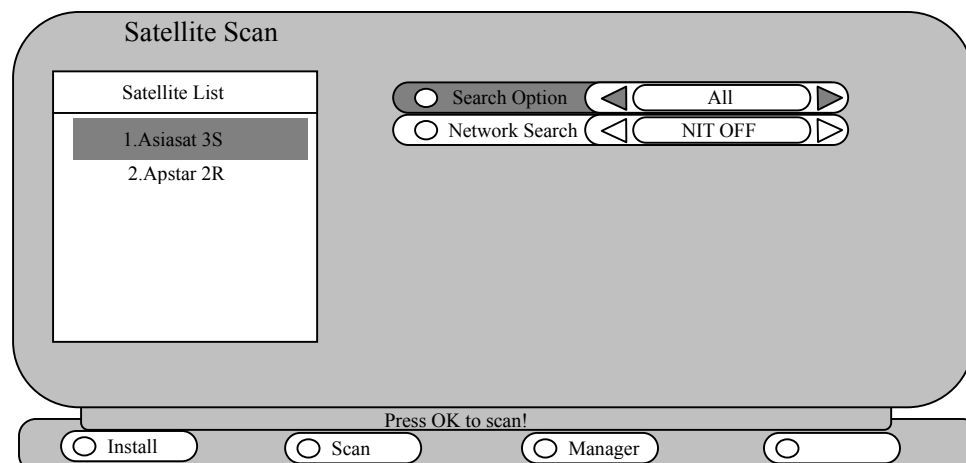 Satellite Scan
Satellite List
1.Asiasat 3S
2.Apstar 2R
Search Option All
Network Search NIT OFF
Press OK to scan!
Install Scan Manager